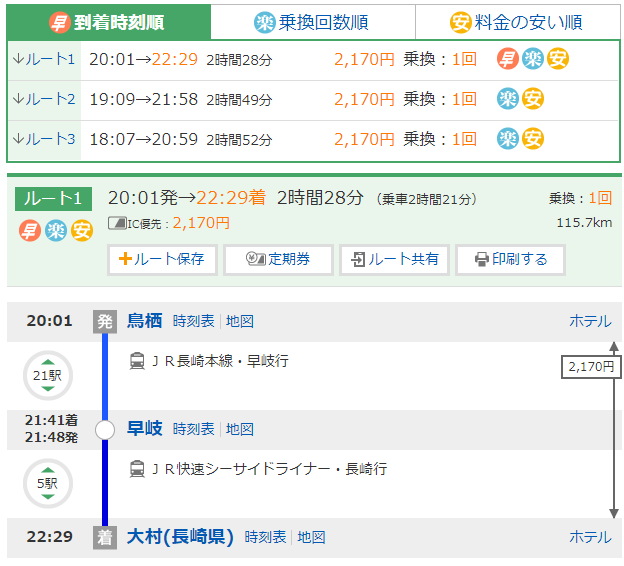 早 到着時刻順 楽 乗換回数順 安 料金の安い順
↓ルート1 20:01→22:29 2時間28分 2,170円 乗換：1回 早 楽 安
↓ルート2 19:09→21:58 2時間49分 2,170円 乗換：1回 楽 安
↓ルート3 18:07→20:59 2時間52分 2,170円 乗換：1回 楽 安
ルート1 20:01発→22:29着 2時間28分 （乗車2時間21分） 乗換：1回
早 楽 安 IC優先：2,170円 115.7km
ルート保存 定期券 ルート共有 印刷する
20:01 発 鳥栖 時刻表 地図 ホテル
21駅 ＪＲ長崎本線・早岐行 2,170円
21:41着
21:48発 早岐 時刻表 地図
5駅 ＪＲ快速シーサイドライナー・長崎行
22:29 着 大村(長崎県) 時刻表 地図 ホテル